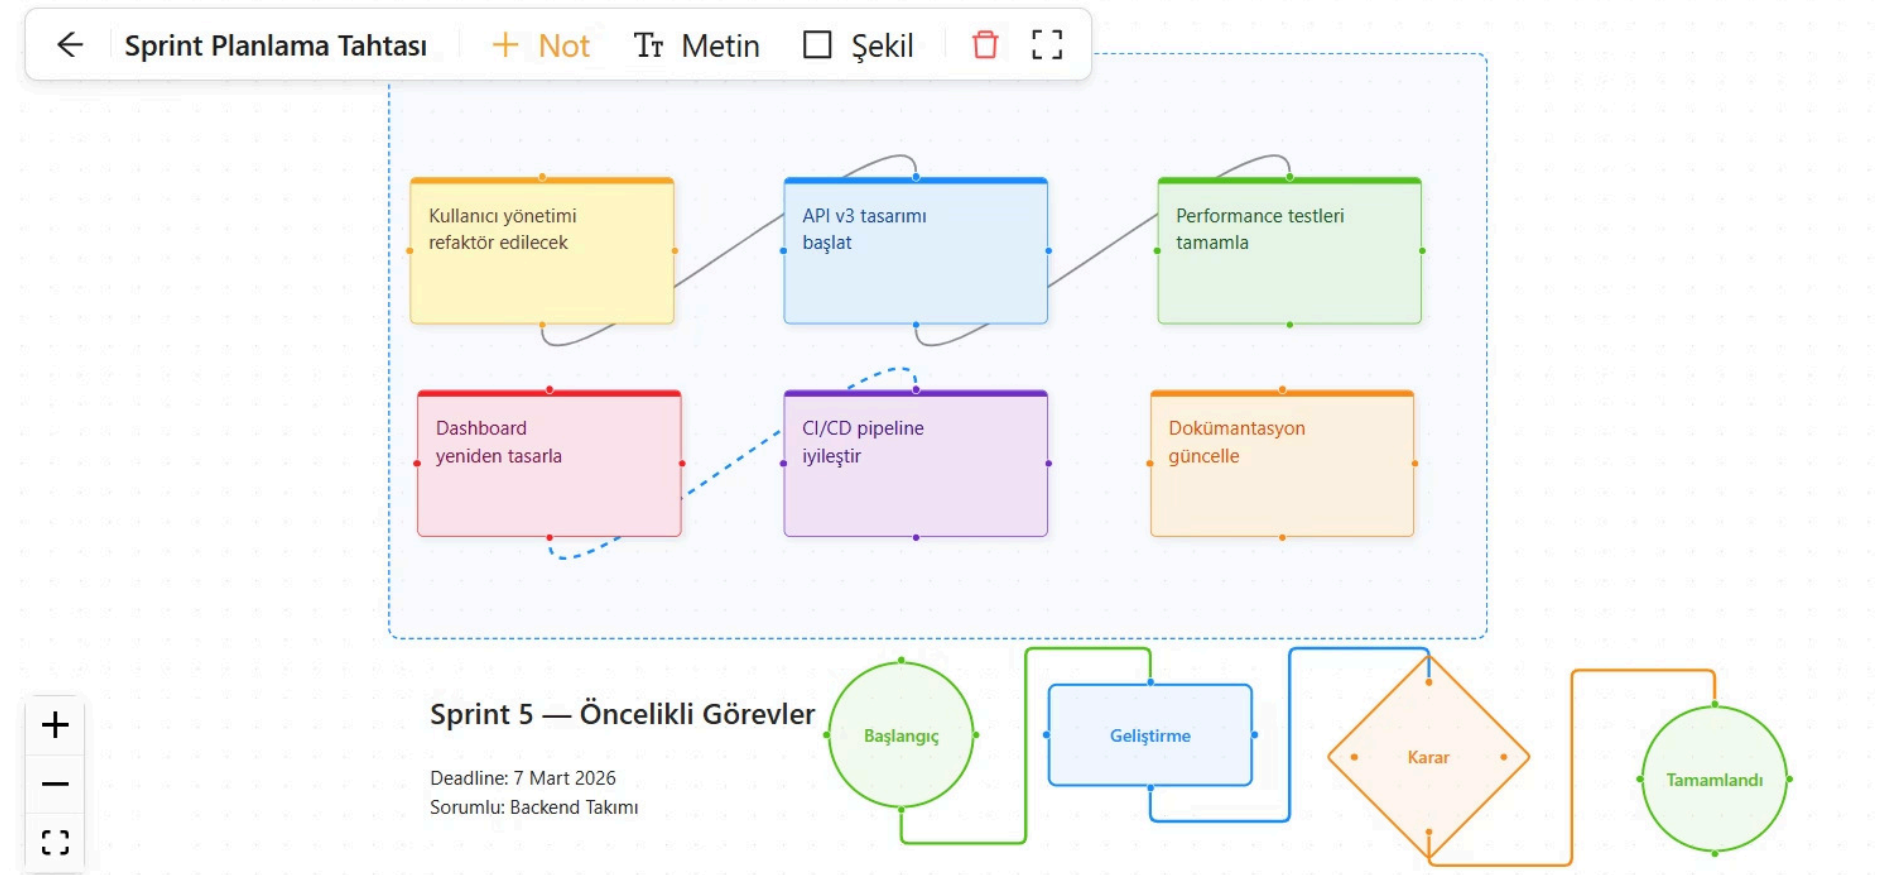 Sprint Planlama Tahtası
Not
Metin
Şekil
Kullanıcı yönetimi
refaktör edilecek
API v3 tasarımı
başlat
Performance testleri
tamamla
Dashboard
yeniden tasarla
CI/CD pipeline
iyileştir
Dokümantasyon
güncelle
Sprint 5 — Öncelikli Görevler
Deadline: 7 Mart 2026
Sorumlu: Backend Takımı
Başlangıç
Geliştirme
Karar
Tamamlandı